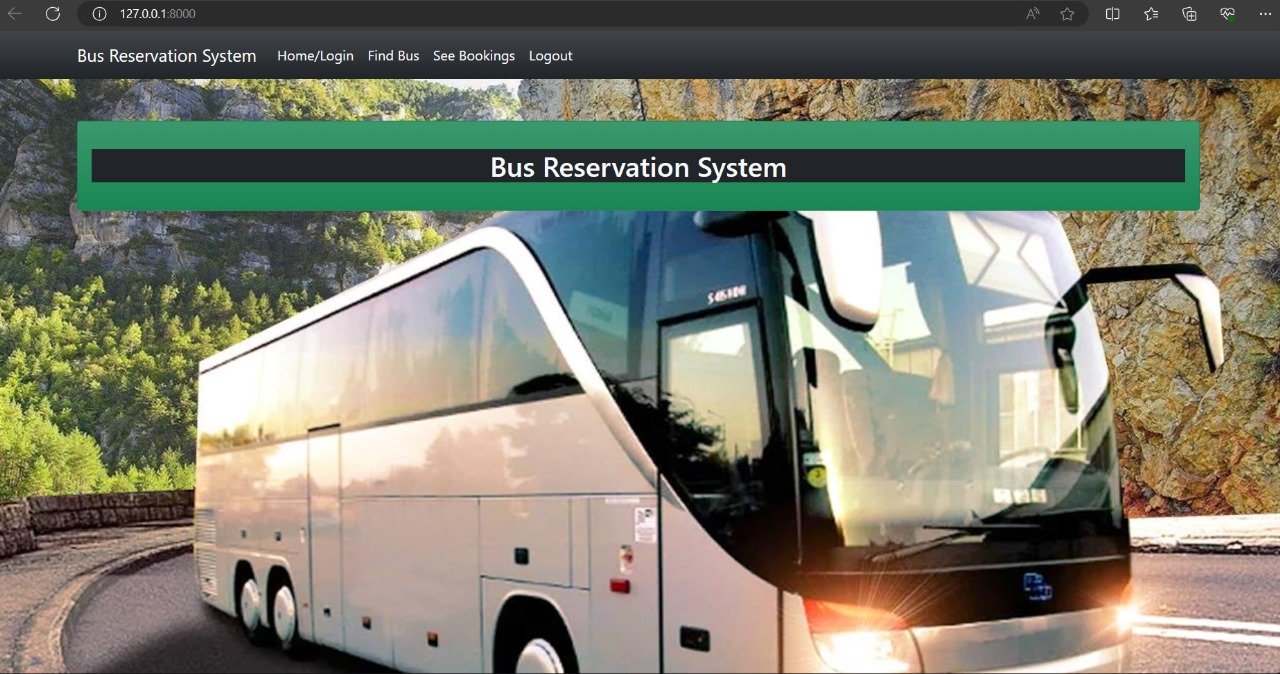 127.0.0.1:8000
Bus Reservation System Home/Login Find Bus See Bookings Logout
Bus Reservation System